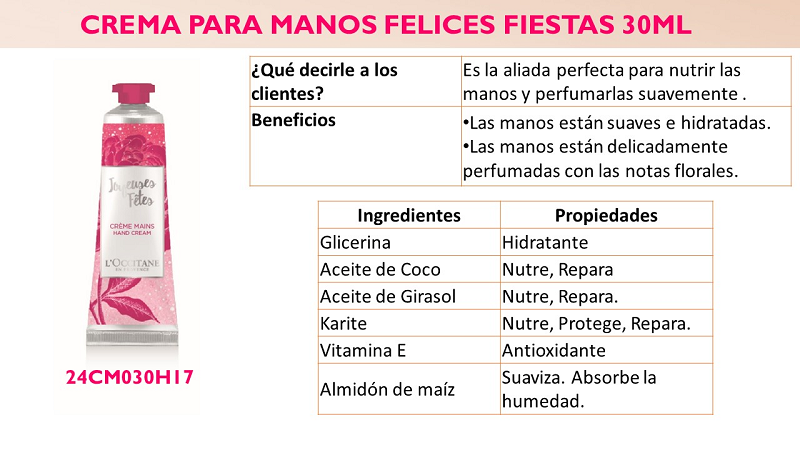 CREMA PARA MANOS FELICES FIESTAS 30ML
¿Qué decirle a los
clientes?
Es la aliada perfecta para nutrir las
manos y perfumarlas suavemente .
Beneficios
•Las manos están suaves e hidratadas.
•Las manos están delicadamente
perfumadas con las notas florales.
Joyeuses
Fêtes
CRÈME MAINS
HAND CREAM
L'OCCITANE
EN PROVENCE
24CM030H17
Ingredientes Propiedades
Glicerina Hidratante
Aceite de Coco Nutre, Repara
Aceite de Girasol Nutre, Repara.
Karite Nutre, Protege, Repara.
Vitamina E Antioxidante
Almidón de maíz Suaviza. Absorbe la
humedad.